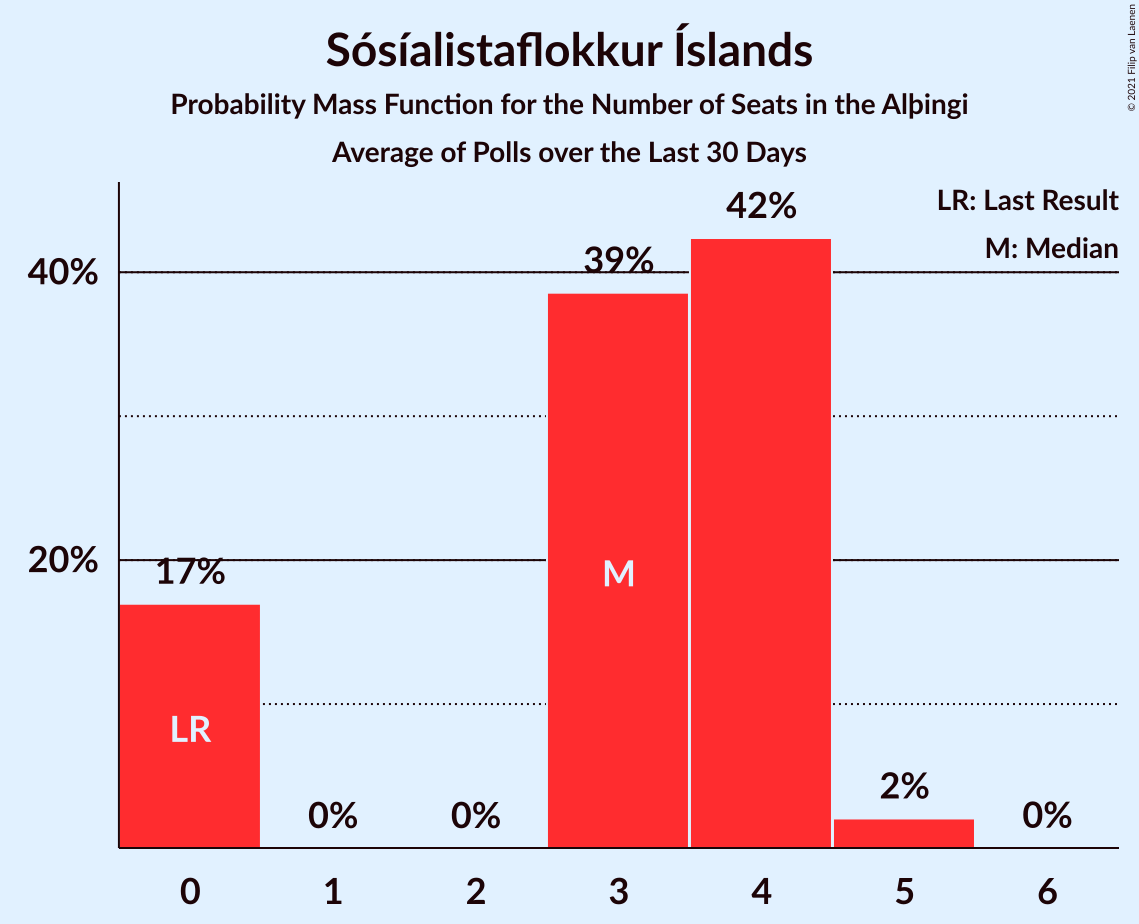 Sósíalistaflokkur Íslands
Probability Mass Function for the Number of Seats in the Alþingi
Average of Polls over the Last 30 Days
© 2021 Filip van Laenen
LR: Last Result
M: Median
40%
20%
17%
0%
0%
39%
42%
2%
0%
LR
M
0 1 2 3 4 5 6